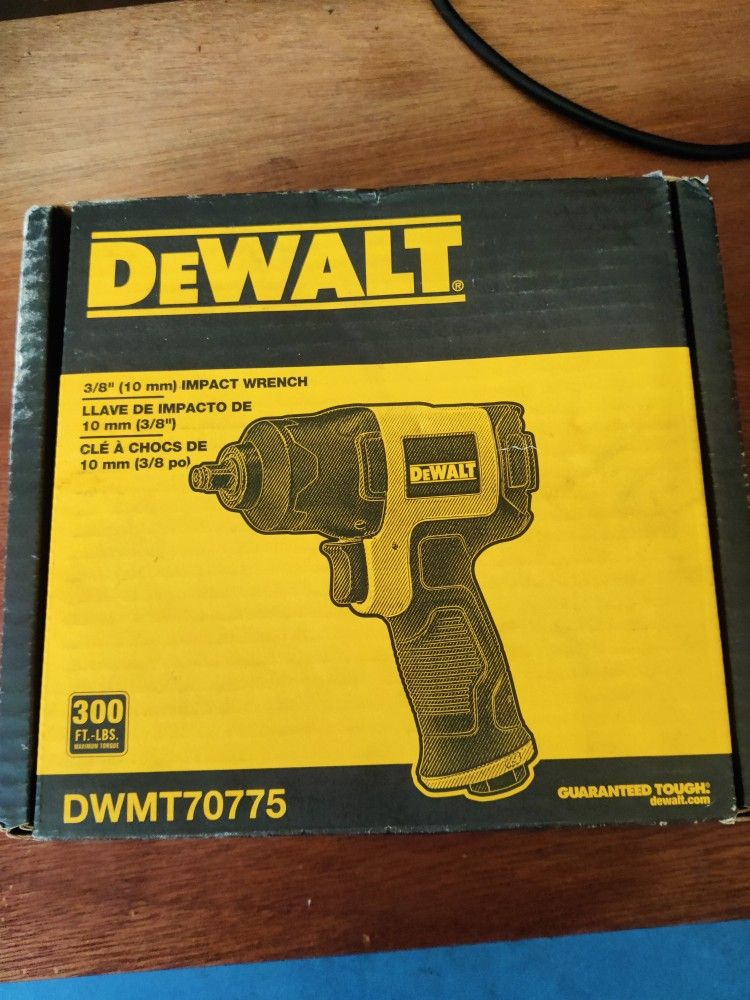 DEWALT®
3/8" (10 mm) IMPACT WRENCH
LLAVE DE IMPACTO DE
10 mm (3/8")
CLÉ À CHOCS DE
10 mm (3/8 po)
DEWALT
300
FT.-LBS.
MAXIMUM TORQUE
DWMT70775
GUARANTEED TOUGH.®
dewalt.com